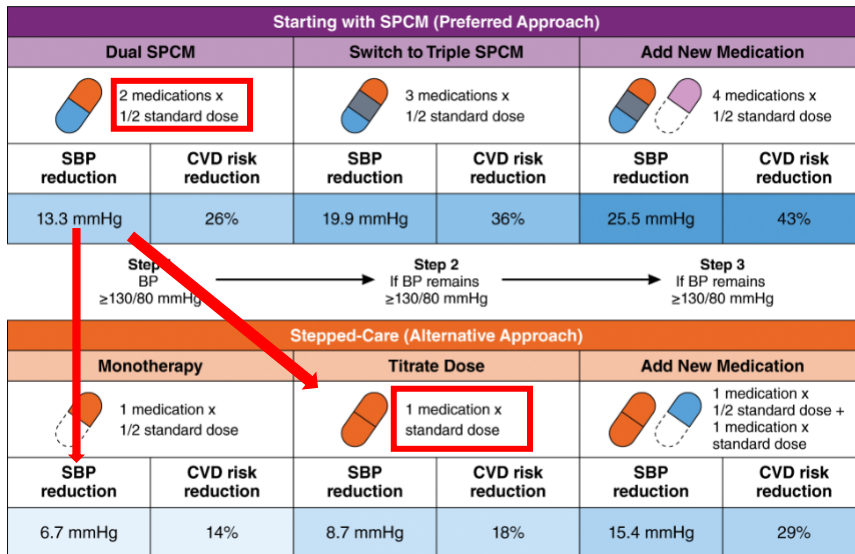 Starting with SPCM (Preferred Approach)
Dual SPCM
Switch to Triple SPCM
Add New Medication
2 medications x
1/2 standard dose
3 medications x
1/2 standard dose
4 medications x
1/2 standard dose
SBP
reduction
CVD risk
reduction
SBP
reduction
CVD risk
reduction
SBP
reduction
CVD risk
reduction
13.3 mmHg
26%
19.9 mmHg
36%
25.5 mmHg
43%
Step
BP
≥130/80 mmHg
Step 2
If BP remains
≥130/80 mmHg
Step 3
If BP remains
≥130/80 mmHg
Stepped-Care (Alternative Approach)
Monotherapy
Titrate Dose
Add New Medication
1 medication x
1/2 standard dose
1 medication x
standard dose
1 medication x
1/2 standard dose +
1 medication x
standard dose
SBP
reduction
CVD risk
reduction
SBP
reduction
CVD risk
reduction
SBP
reduction
CVD risk
reduction
6.7 mmHg
14%
8.7 mmHg
18%
15.4 mmHg
29%